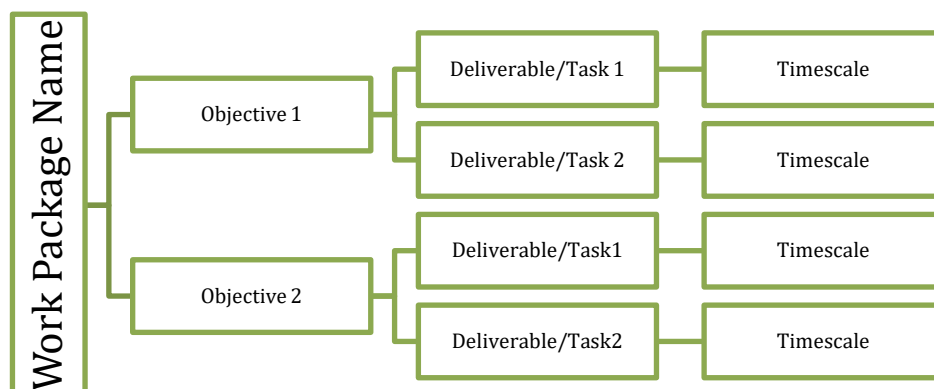 Work Package Name
Objective 1
Deliverable/Task 1
Timescale
Deliverable/Task 2
Timescale
Objective 2
Deliverable/Task1
Timescale
Deliverable/Task2
Timescale